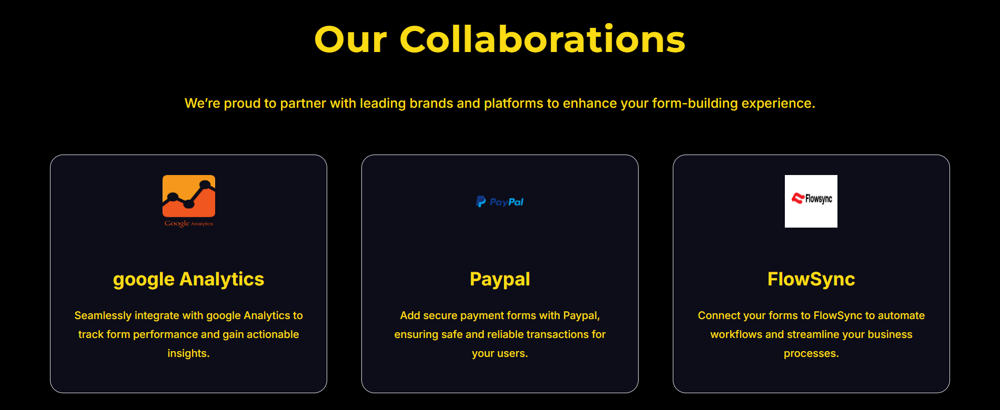 Our Collaborations
We’re proud to partner with leading brands and platforms to enhance your form-building experience.
Google Analytics
google Analytics
Seamlessly integrate with google Analytics to
track form performance and gain actionable
insights.
PayPal
Paypal
Add secure payment forms with Paypal,
ensuring safe and reliable transactions for
your users.
Flowsync
FlowSync
Connect your forms to FlowSync to automate
workflows and streamline your business
processes.